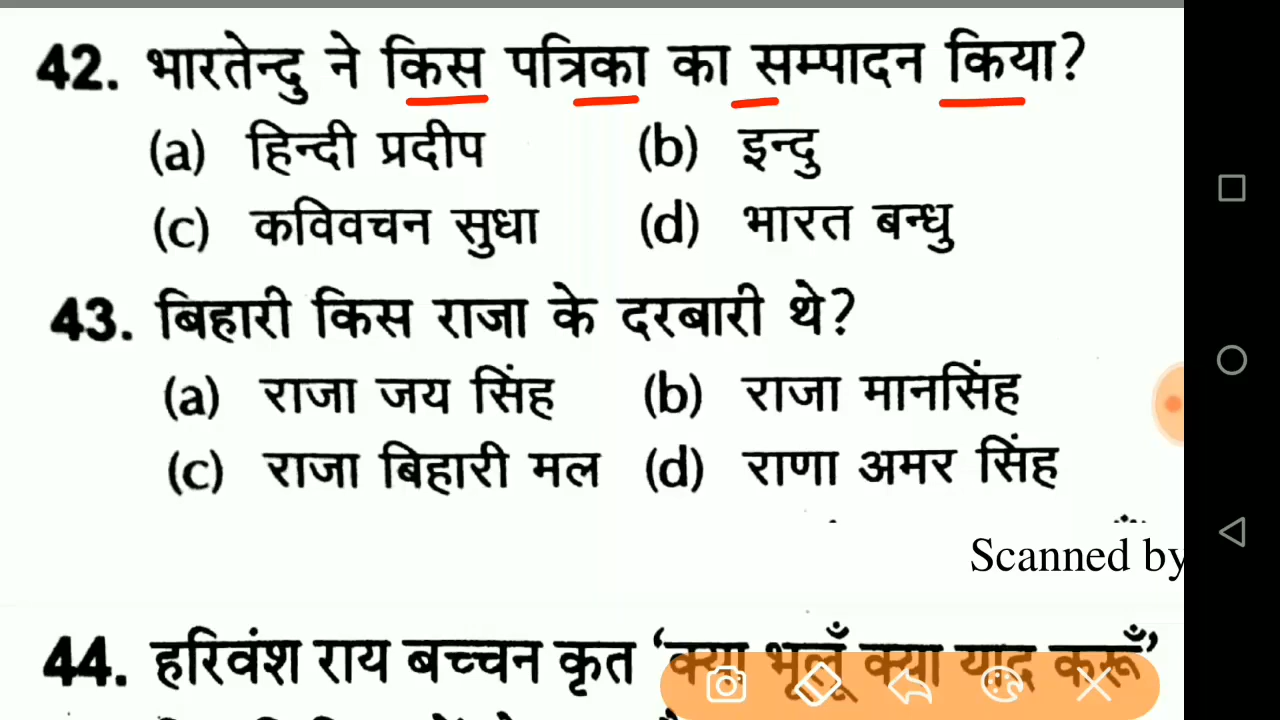 42. भारतेन्दु ने किस पत्रिका का सम्पादन किया?
(a) हिन्दी प्रदीप (b) इन्दु
(c) कविवचन सुधा (d) भारत बन्धु
43. बिहारी किस राजा के दरबारी थे?
(a) राजा जय सिंह (b) राजा मानसिंह
(c) राजा बिहारी मल (d) राणा अमर सिंह
Scanned by
44. हरिवंश राय बच्चन कृत ‘क्या भूलूँ क्या याद करूँ’